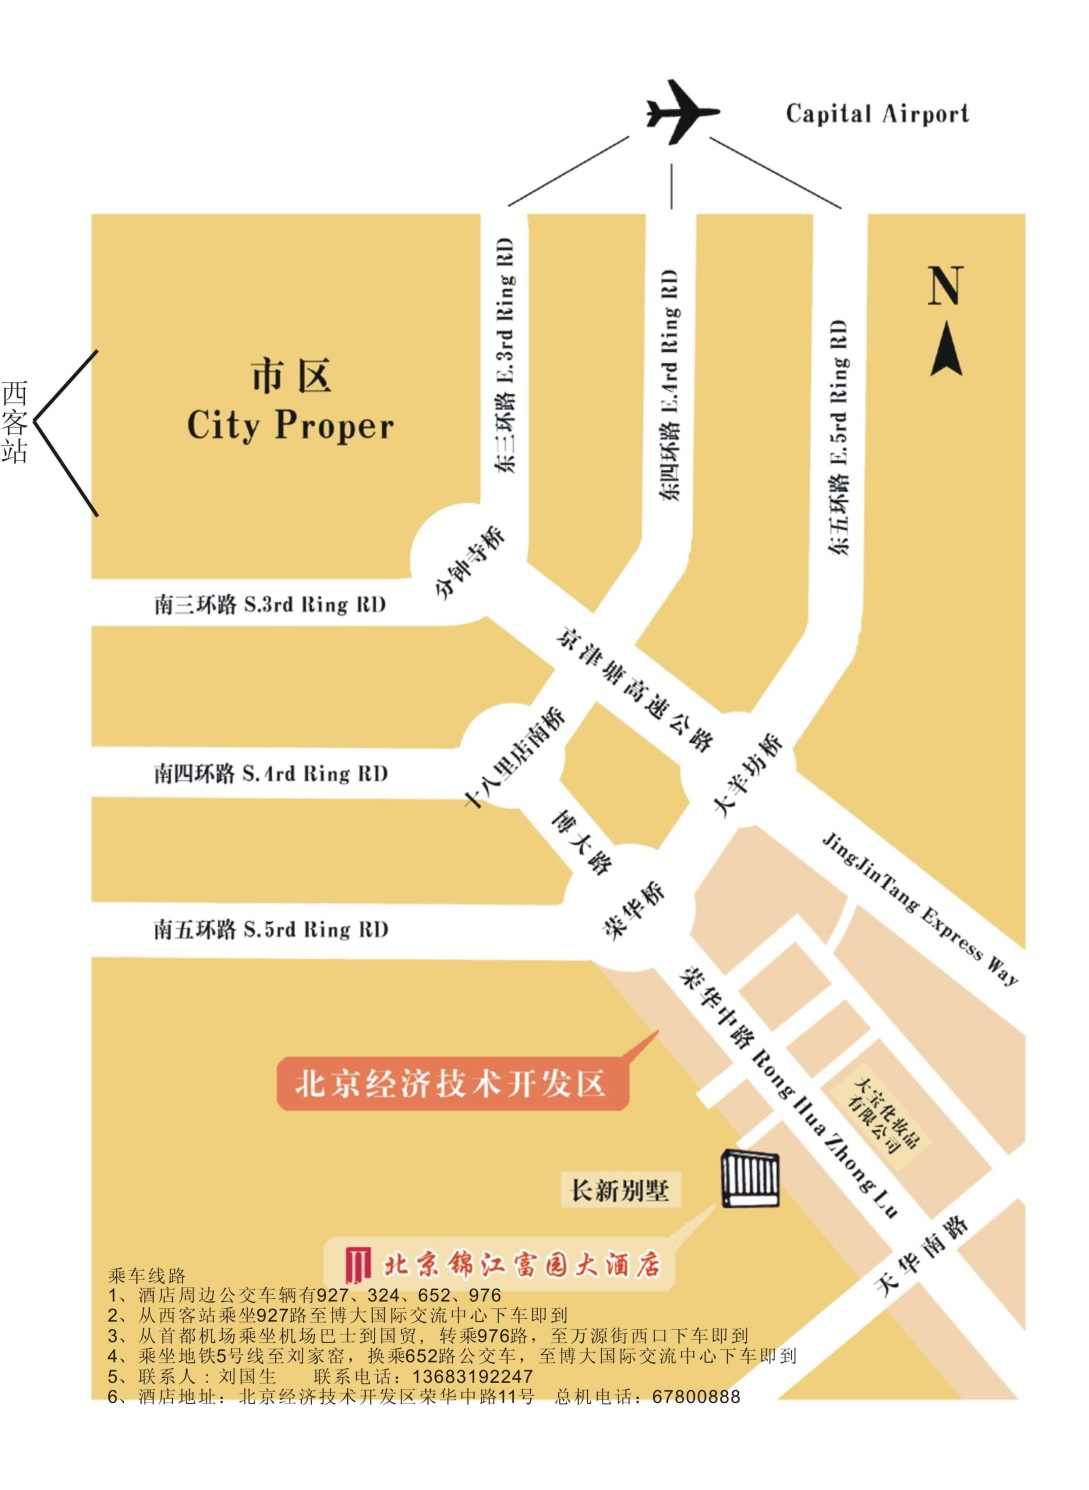 Capital Airport
N
西客站
市区
City Proper
东三环路 E.3rd Ring RD
东四环路 E.4rd Ring RD
东五环路 E.5rd Ring RD
分钟寺桥
南三环路 S.3rd Ring RD
京津塘高速公路
十八里店南桥
大羊坊桥
南四环路 S.4rd Ring RD
博大路
JingJinTang Express Way
荣华桥
南五环路 S.5rd Ring RD
荣华中路 Rong Hua Zhong Lu
北京经济技术开发区
大宝化妆品
有限公司
长新别墅
天华南路
北京锦江富园大酒店
乘车线路
1、酒店周边公交车辆有927、324、652、976
2、从西客站乘坐927路至博大国际交流中心下车即到
3、从首都机场乘坐机场巴士到国贸，转乘976路，至万源街西口下车即到
4、乘坐地铁5号线至刘家窑，换乘652路公交车，至博大国际交流中心下车即到
5、联系人：刘国生 联系电话：13683192247
6、酒店地址：北京经济技术开发区荣华中路11号 总机电话：67800888